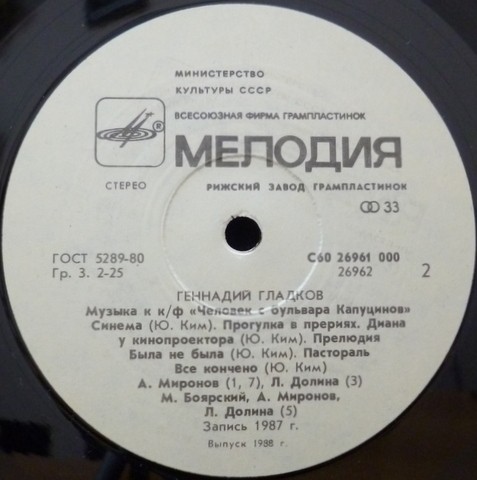 МИНИСТЕРСТВО
КУЛЬТУРЫ СССР
ВСЕСОЮЗНАЯ ФИРМА ГРАМПЛАСТИНОК
®
МЕЛОДИЯ
СТЕРЕО
РИЖСКИЙ ЗАВОД ГРАМПЛАСТИНОК
33
ГОСТ 5289-80
Гр. 3. 2-25
С60 26961 000
26962
2
ГЕННАДИЙ ГЛАДКОВ
Музыка к к/ф «Человек с бульвара Капуцинов»
Синема (Ю. Ким). Прогулка в прериях. Диана
у кинопроектора (Ю. Ким). Прелюдия
Была не была (Ю. Ким). Пастораль
Все кончено (Ю. Ким)
А. Миронов (1, 7), Л. Долина (3)
М. Боярский, А. Миронов,
Л. Долина (5)
Запись 1987 г.
Выпуск 1988 г.